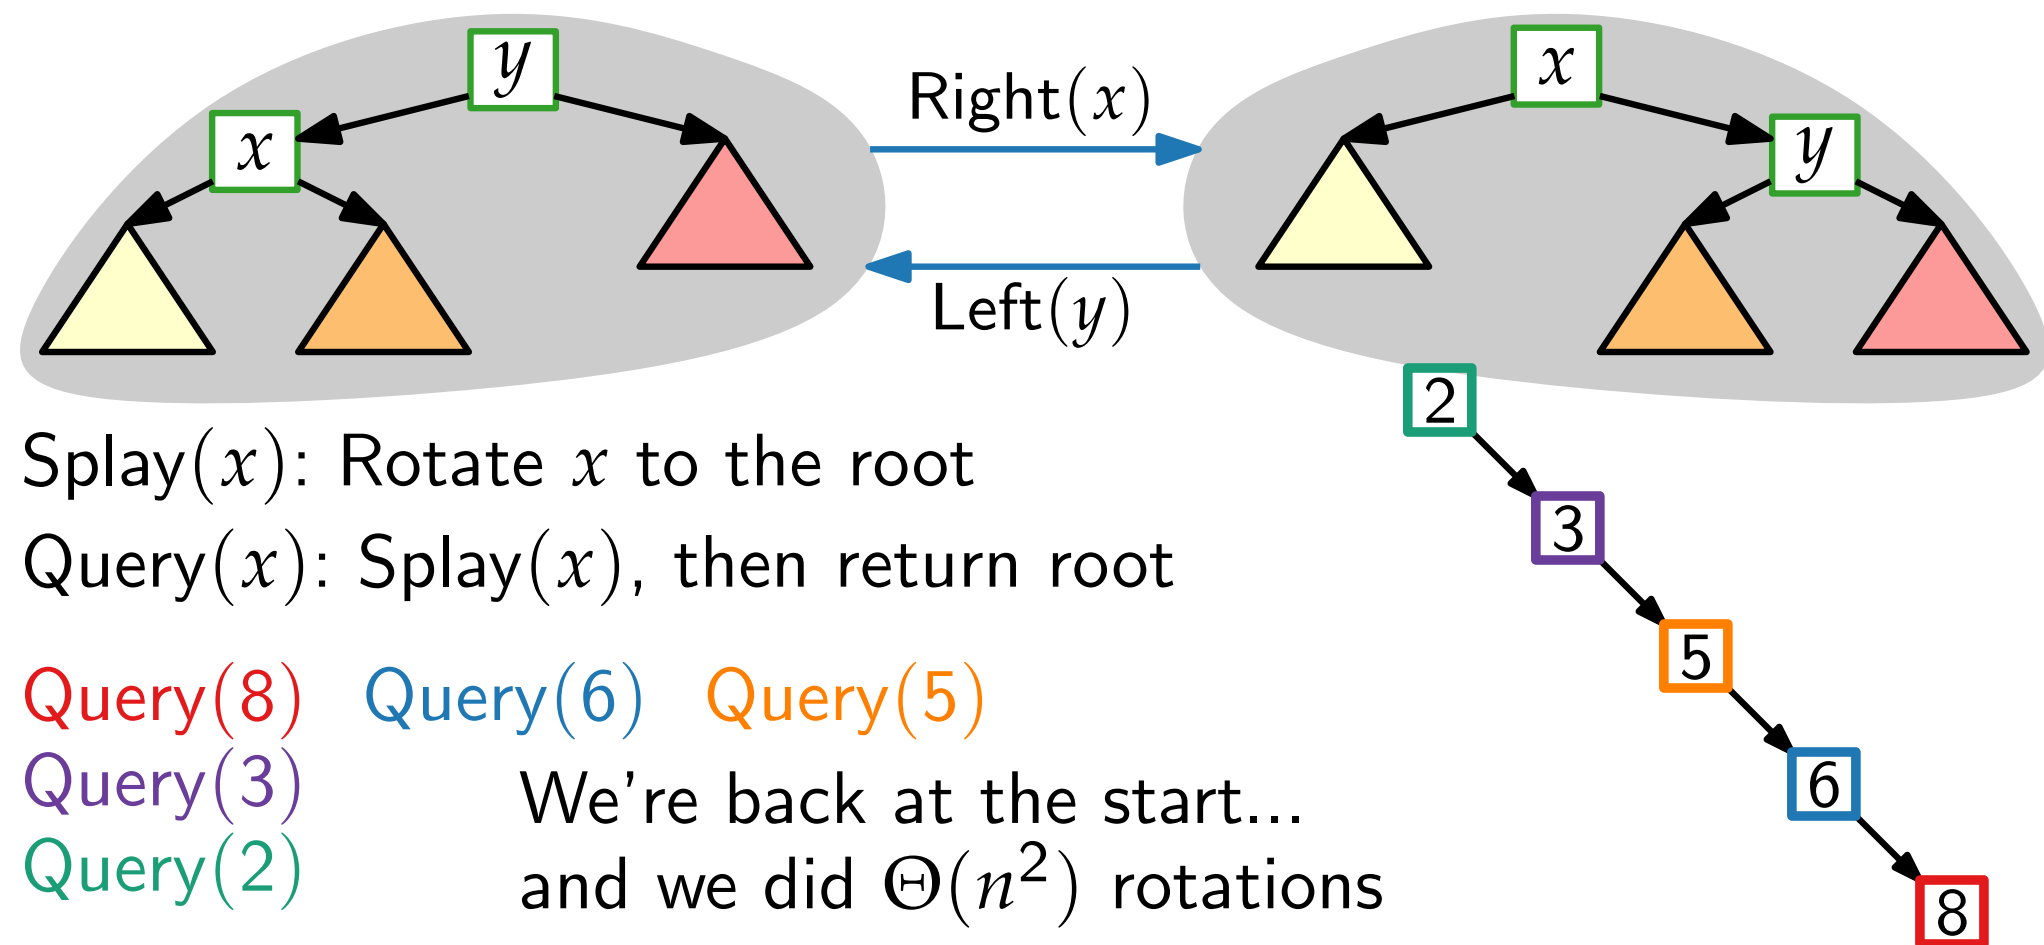 y
x
Right(x)
x
y
Left(y)
Splay(x): Rotate x to the root
Query(x): Splay(x), then return root
Query(8) Query(6) Query(5)
Query(3)
Query(2)
We're back at the start...
and we did Θ(n²) rotations
2
3
5
6
8